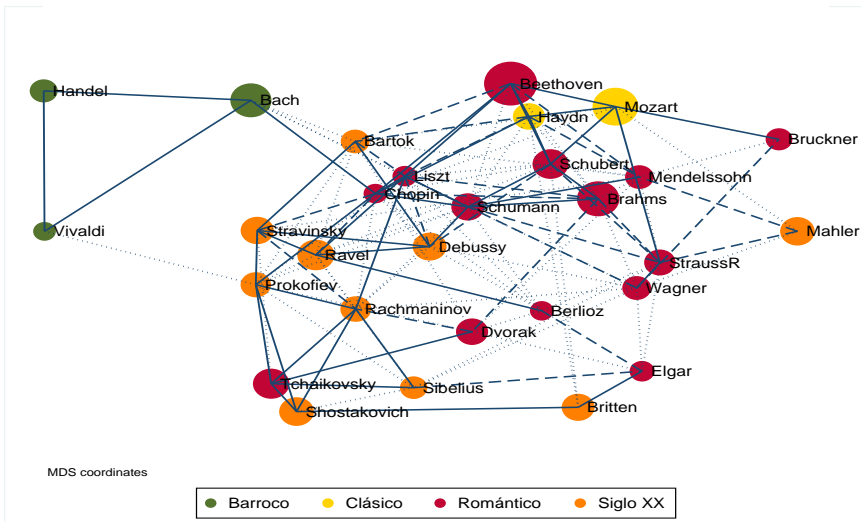 Handel
Beethoven
Bach
Mozart
Haydn
Bartok
Bruckner
Schubert
Liszt
Mendelssohn
Chopin
Brahms
Schumann
Stravinsky
Vivaldi
Mahler
Debussy
Ravel
StraussR
Prokofiev
Wagner
Rachmaninov
Berlioz
Dvorak
Elgar
Tchaikovsky
Sibelius
Shostakovich
Britten
MDS coordinates
Barroco Clásico Romántico Siglo XX